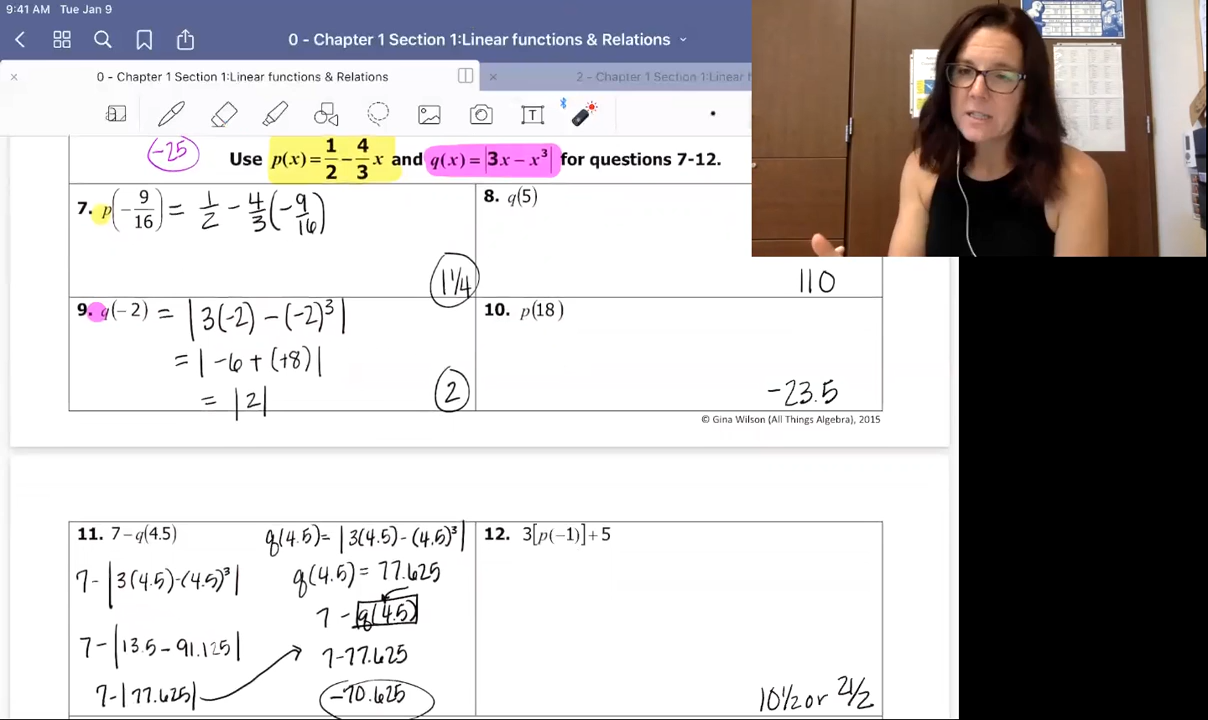 9:41 AM Tue Jan 9
0 - Chapter 1 Section 1:Linear functions & Relations
0 - Chapter 1 Section 1:Linear functions & Relations
2 - Chapter 1 Section 1:Linear
-25
Use p(x) = 1/2 - 4/3 x and q(x) = |3x - x³| for questions 7-12.
7. p(-9/16) = 1/2 - 4/3(-9/16)
1 1/4
8. q(5)
110
9. q(-2) = |3(-2) - (-2)³|
= |-6 + (+8)|
= |2|
2
10. p(18)
-23.5
© Gina Wilson (All Things Algebra), 2015
11. 7 - q(4.5)
7 - |3(4.5) - (4.5)³|
7 - |13.5 - 91.125|
7 - |77.625|
q(4.5) = |3(4.5) - (4.5)³|
q(4.5) = 77.625
7 - q(4.5)
7 - 77.625
-70.625
12. 3[p(-1)] + 5
10 1/2 or 21/2